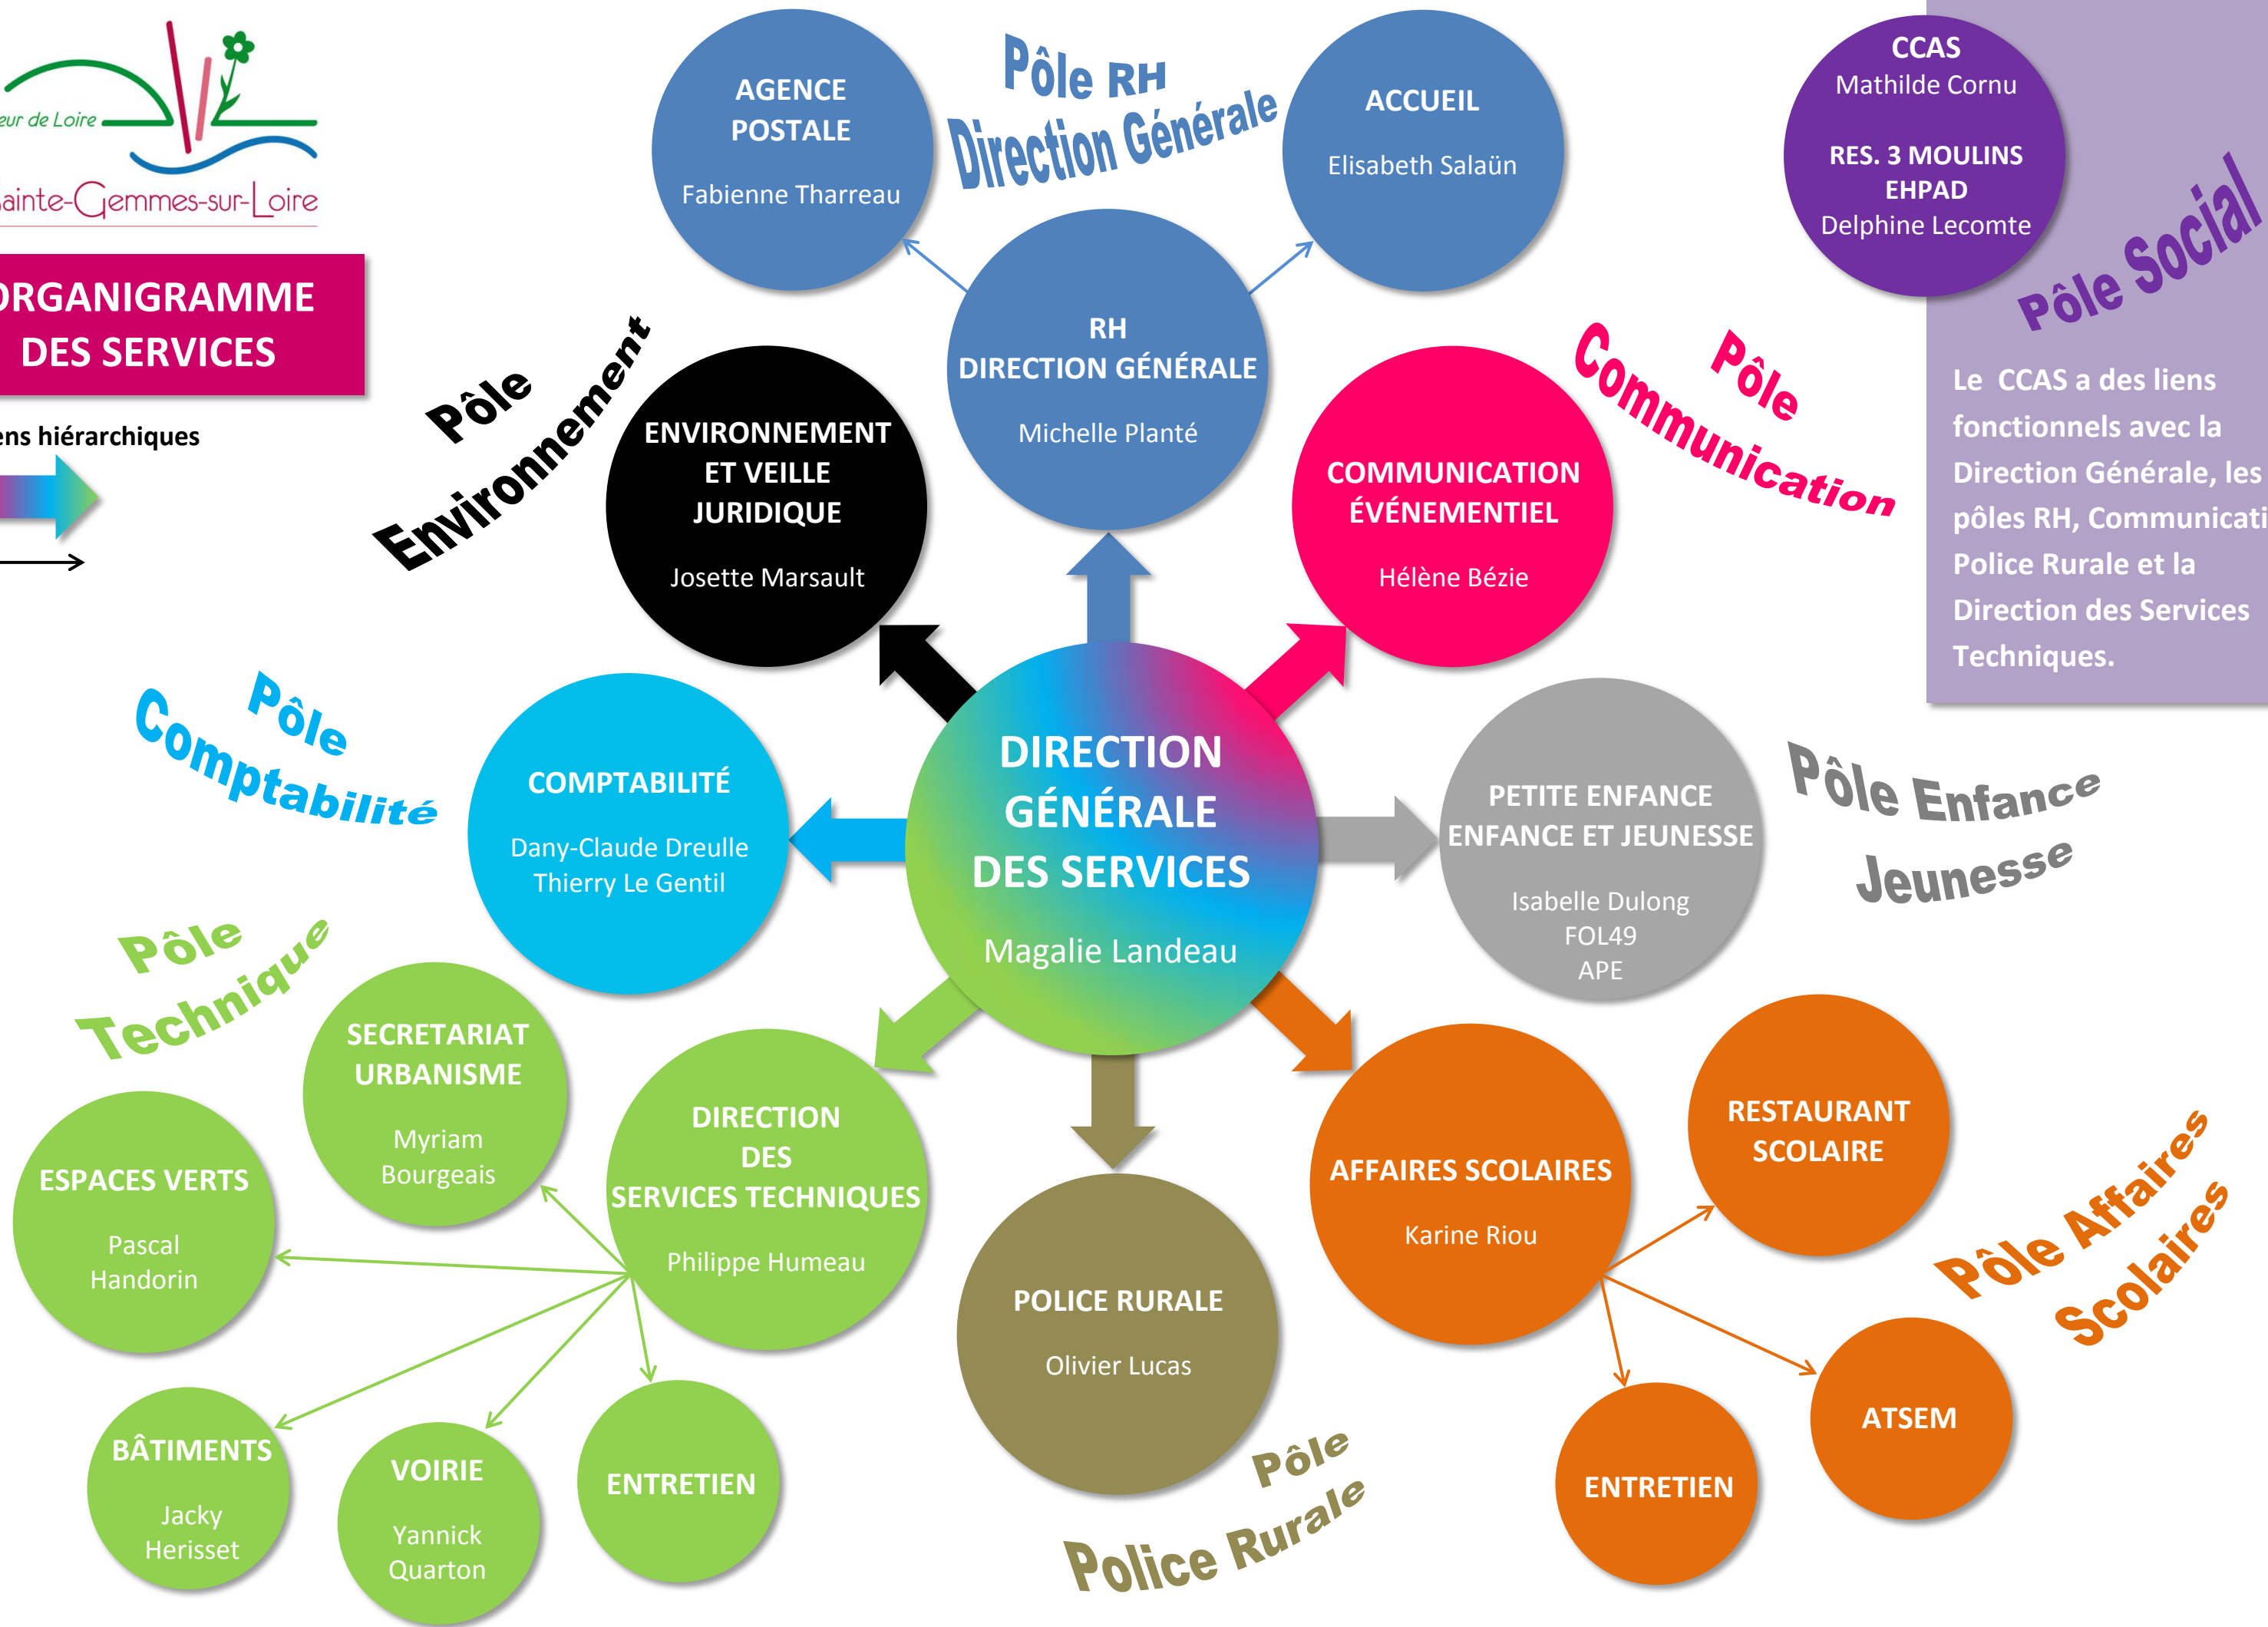 eur de Loire
ainte-Gemmes-sur-Loire
ORGANIGRAMME
DES SERVICES
ens hiérarchiques
Pôle RH
Direction Générale
AGENCE
POSTALE
Fabienne Tharreau
ACCUEIL
Elisabeth Salaün
RH
DIRECTION GÉNÉRALE
Michelle Planté
CCAS
Mathilde Cornu
RES. 3 MOULINS
EHPAD
Delphine Lecomte
Pôle Social
Le CCAS a des liens
fonctionnels avec la
Direction Générale, les
pôles RH, Communicati
Police Rurale et la
Direction des Services
Techniques.
Pôle
Environnement
ENVIRONNEMENT
ET VEILLE
JURIDIQUE
Josette Marsault
Pôle
Communication
COMMUNICATION
ÉVÉNEMENTIEL
Hélène Bézie
Pôle
Comptabilité
COMPTABILITÉ
Dany-Claude Dreulle
Thierry Le Gentil
DIRECTION
GÉNÉRALE
DES SERVICES
Magalie Landeau
PETITE ENFANCE
ENFANCE ET JEUNESSE
Isabelle Dulong
FOL49
APE
Pôle Enfance
Jeunesse
Pôle
Technique
SECRETARIAT
URBANISME
Myriam
Bourgeais
ESPACES VERTS
Pascal
Handorin
DIRECTION
DES
SERVICES TECHNIQUES
Philippe Humeau
BÂTIMENTS
Jacky
Herisset
VOIRIE
Yannick
Quarton
ENTRETIEN
POLICE RURALE
Olivier Lucas
Pôle
Police Rurale
AFFAIRES SCOLAIRES
Karine Riou
RESTAURANT
SCOLAIRE
Pôle Affaires
Scolaires
ENTRETIEN
ATSEM